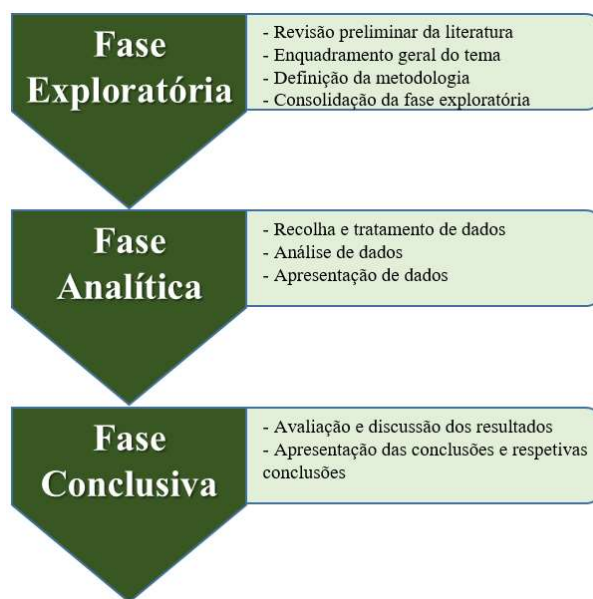 Fase
Exploratória
- Revisão preliminar da literatura
- Enquadramento geral do tema
- Definição da metodologia
- Consolidação da fase exploratória
Fase
Analítica
- Recolha e tratamento de dados
- Análise de dados
- Apresentação de dados
Fase
Conclusiva
- Avaliação e discussão dos resultados
- Apresentação das conclusões e respetivas
conclusões